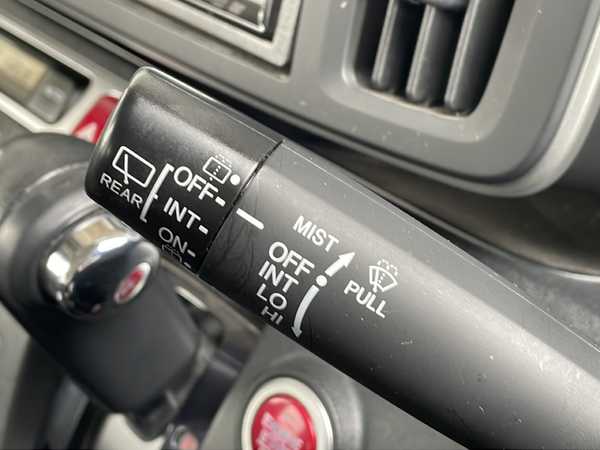 REAR
OFF
INT
ON
MIST
OFF
INT
LO
HI
PULL